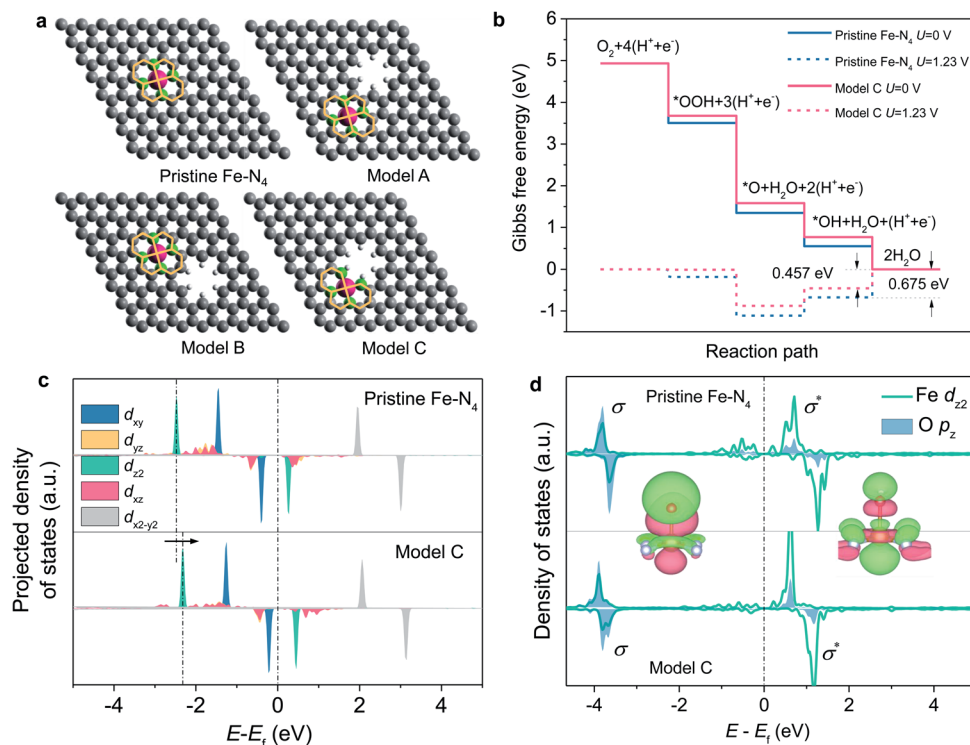 a
Pristine Fe-N₄
Model A
Model B
Model C
b
Gibbs free energy (eV)
6
5
4
3
2
1
0
-1
O₂+4(H⁺+e⁻)
*OOH+3(H⁺+e⁻)
*O+H₂O+2(H⁺+e⁻)
*OH+H₂O+(H⁺+e⁻)
2H₂O
0.457 eV
0.675 eV
Pristine Fe-N₄ U=0 V
Pristine Fe-N₄ U=1.23 V
Model C U=0 V
Model C U=1.23 V
Reaction path
c
Projected density
of states (a.u.)
Pristine Fe-N₄
dxy
dyz
dz2
dxz
dx2-y2
Model C
-4 -2 0 2 4
E-Ef (eV)
d
Density of states (a.u.)
Pristine Fe-N₄
Fe dz2
O pz
σ
σ*
σ
σ*
Model C
-4 -2 0 2 4
E - Ef (eV)